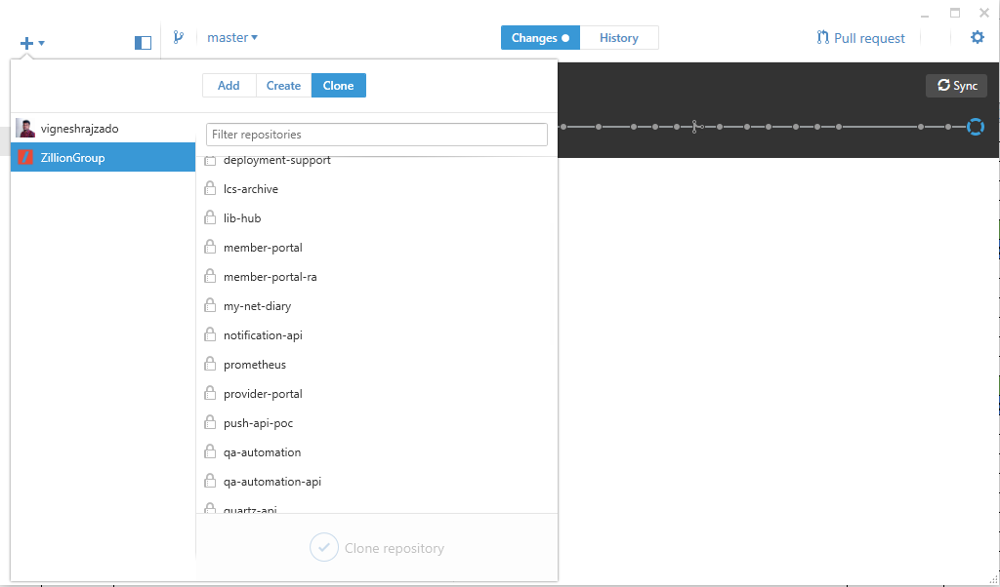 master
Changes
History
Pull request
Add
Create
Clone
Sync
vigneshrajzado
ZillionGroup
Filter repositories
deployment-support
lcs-archive
lib-hub
member-portal
member-portal-ra
my-net-diary
notification-api
prometheus
provider-portal
push-api-poc
qa-automation
qa-automation-api
quartz-api
Clone repository